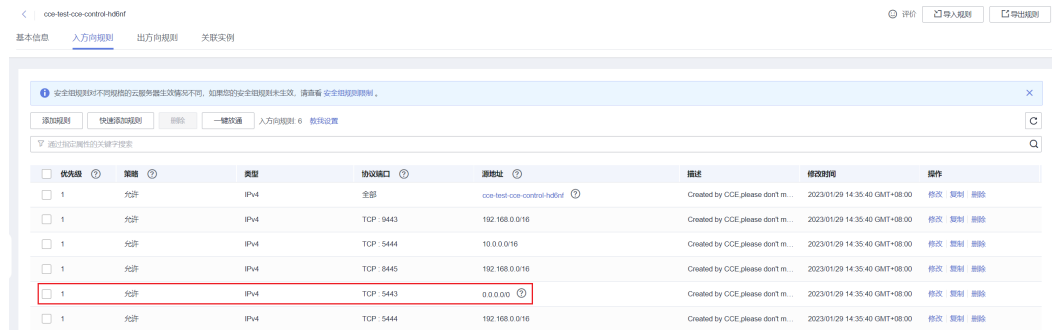 cce-test-cce-control-hd6nf 评价 导入规则 导出规则
基本信息 入方向规则 出方向规则 关联实例
安全组规则对不同规格的云服务器生效情况不同，如果您的安全组规则未生效，请查看 安全组规则限制 。
添加规则 快速添加规则 删除 一键放通 入方向规则: 6 教我设置
通过指定属性的关键字搜索
优先级 策略 类型 协议端口 源地址 描述 修改时间 操作
1 允许 IPv4 全部 cce-test-cce-control-hd6nf Created by CCE,please don't m... 2023/01/29 14:35:40 GMT+08:00 修改 复制 删除
1 允许 IPv4 TCP : 9443 192.168.0.0/16 Created by CCE,please don't m... 2023/01/29 14:35:40 GMT+08:00 修改 复制 删除
1 允许 IPv4 TCP : 5444 10.0.0.0/16 Created by CCE,please don't m... 2023/01/29 14:35:40 GMT+08:00 修改 复制 删除
1 允许 IPv4 TCP : 8445 192.168.0.0/16 Created by CCE,please don't m... 2023/01/29 14:35:40 GMT+08:00 修改 复制 删除
1 允许 IPv4 TCP : 5443 0.0.0.0/0 Created by CCE,please don't m... 2023/01/29 14:35:40 GMT+08:00 修改 复制 删除
1 允许 IPv4 TCP : 5444 192.168.0.0/16 Created by CCE,please don't m... 2023/01/29 14:35:40 GMT+08:00 修改 复制 删除